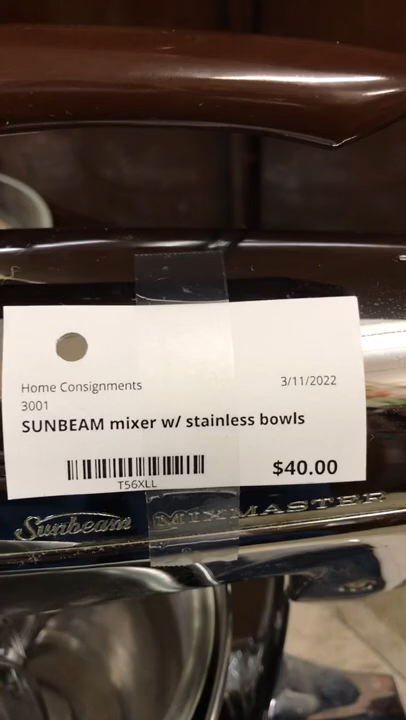 Home Consignments
3/11/2022
3001
SUNBEAM mixer w/ stainless bowls
$40.00
T56XLL
Sunbeam MIXMASTER